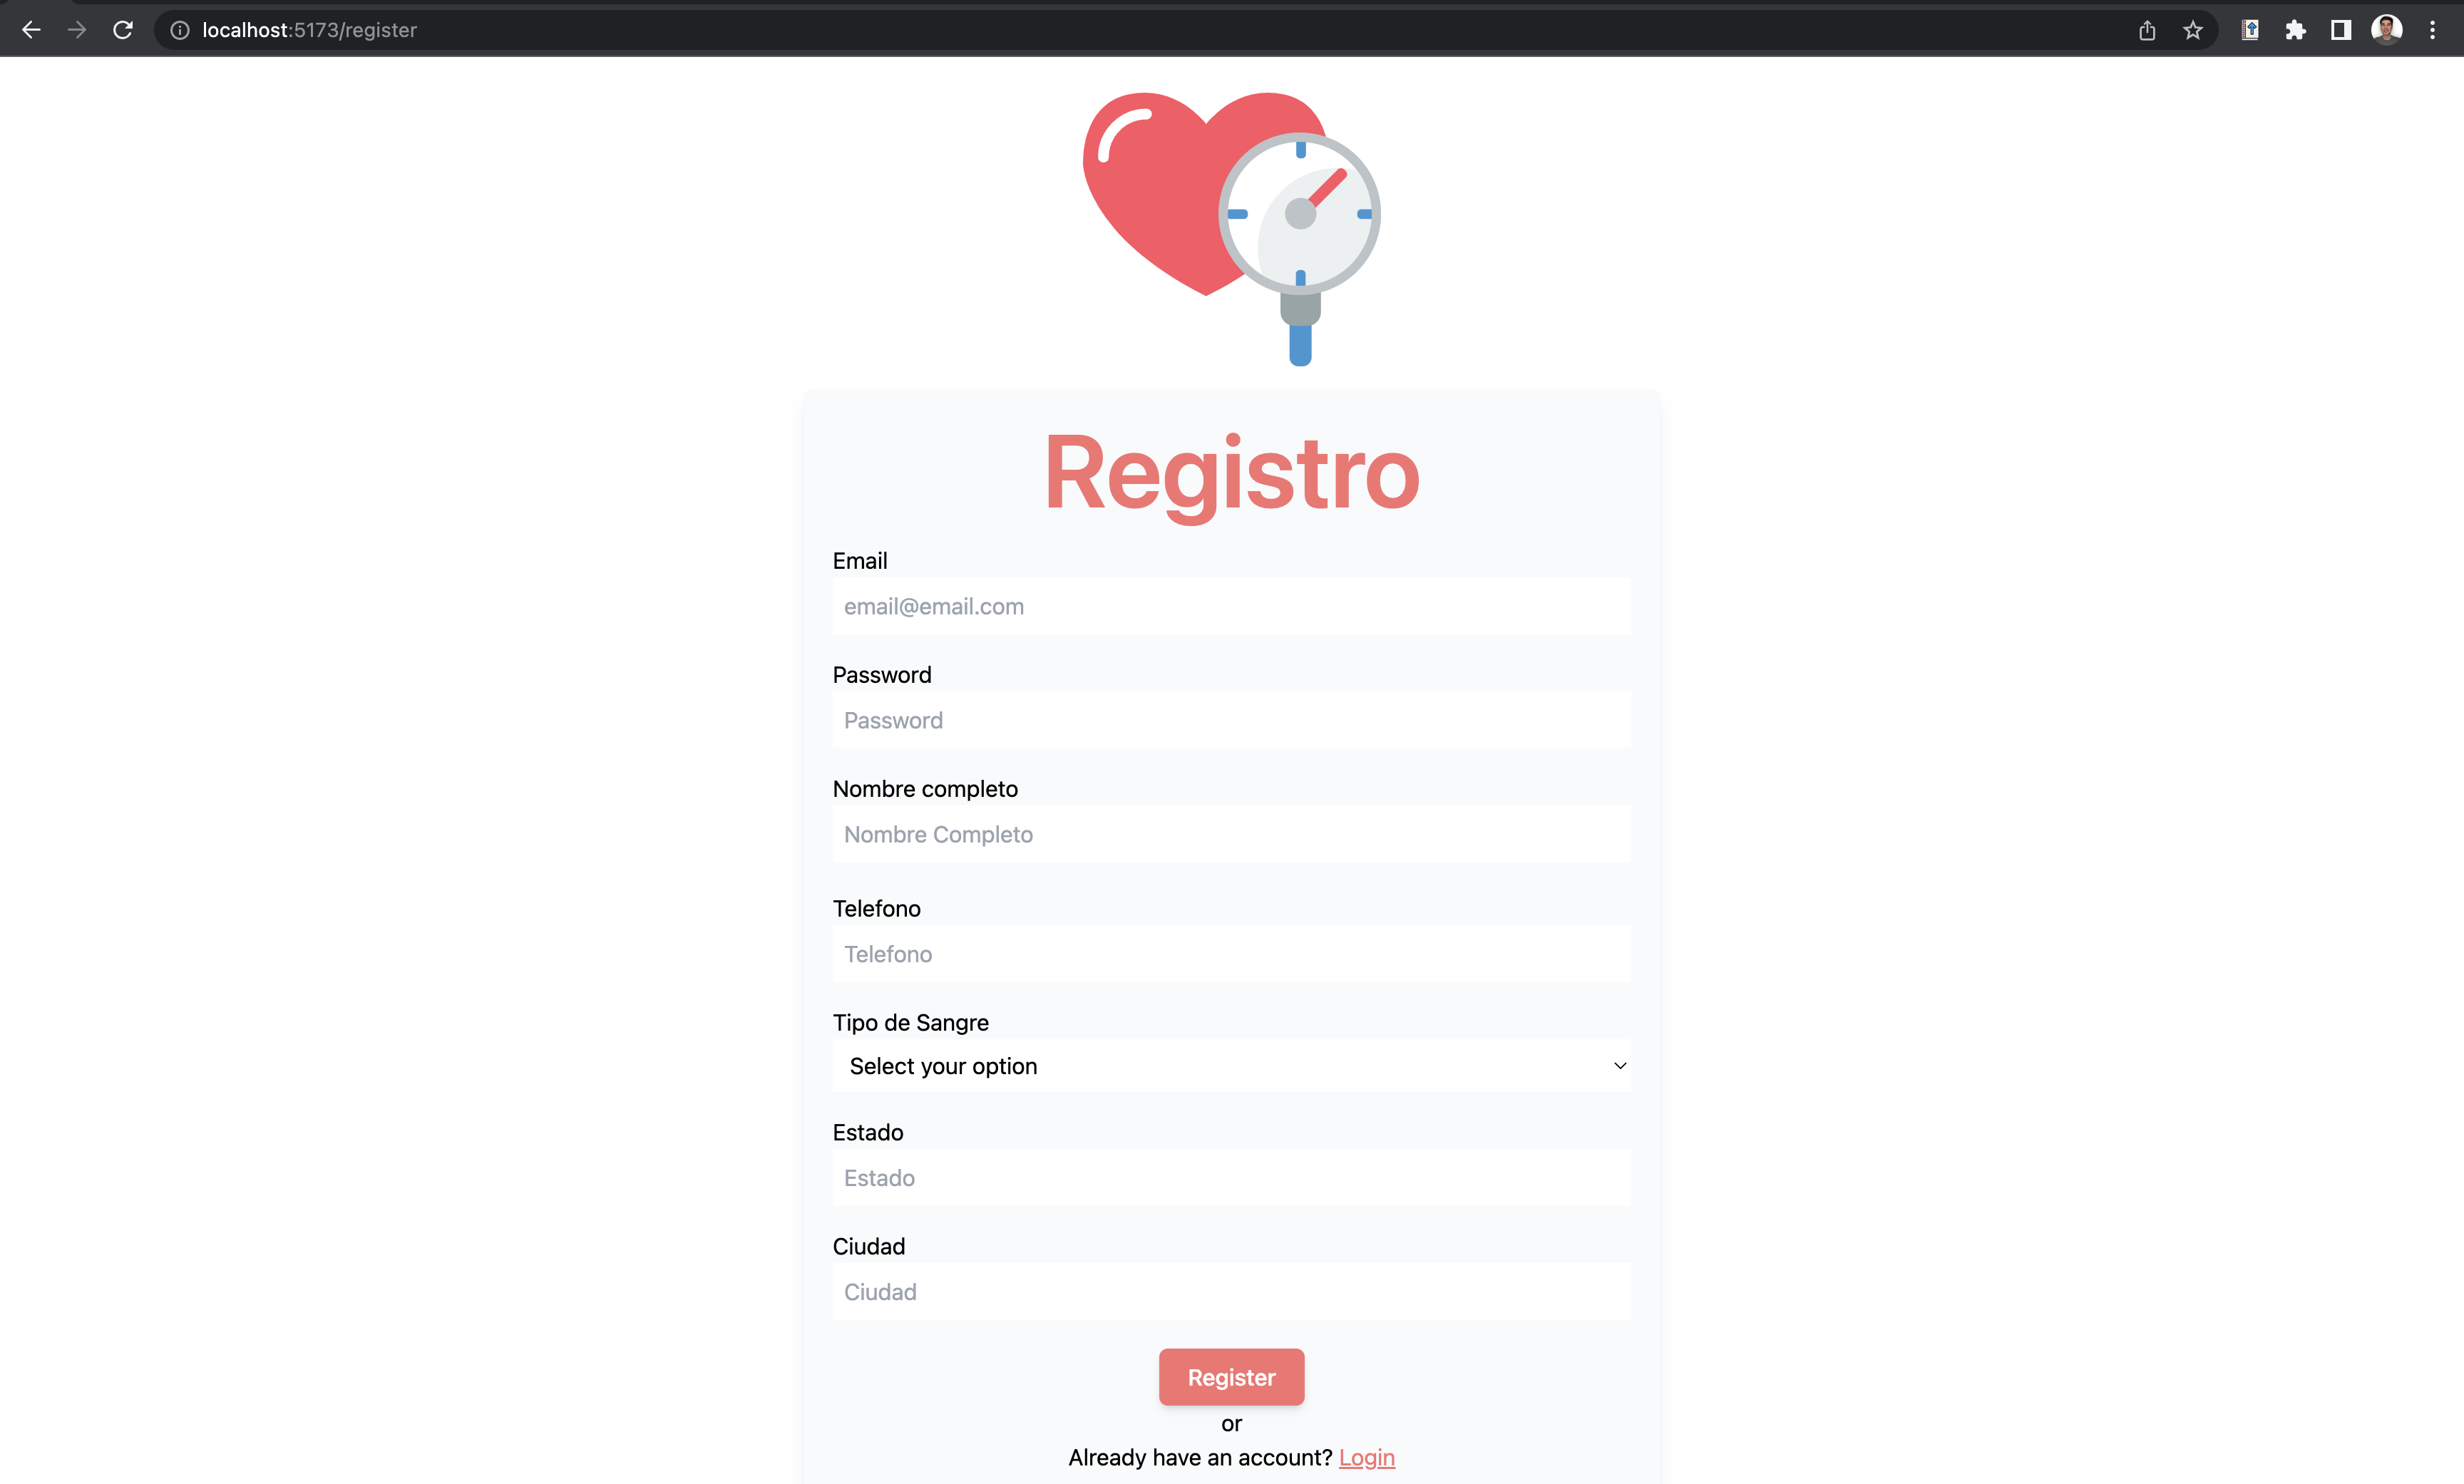 localhost:5173/register
Registro
Email
email@email.com
Password
Password
Nombre completo
Nombre Completo
Telefono
Telefono
Tipo de Sangre
Select your option
Estado
Estado
Ciudad
Ciudad
Register
or
Already have an account? Login